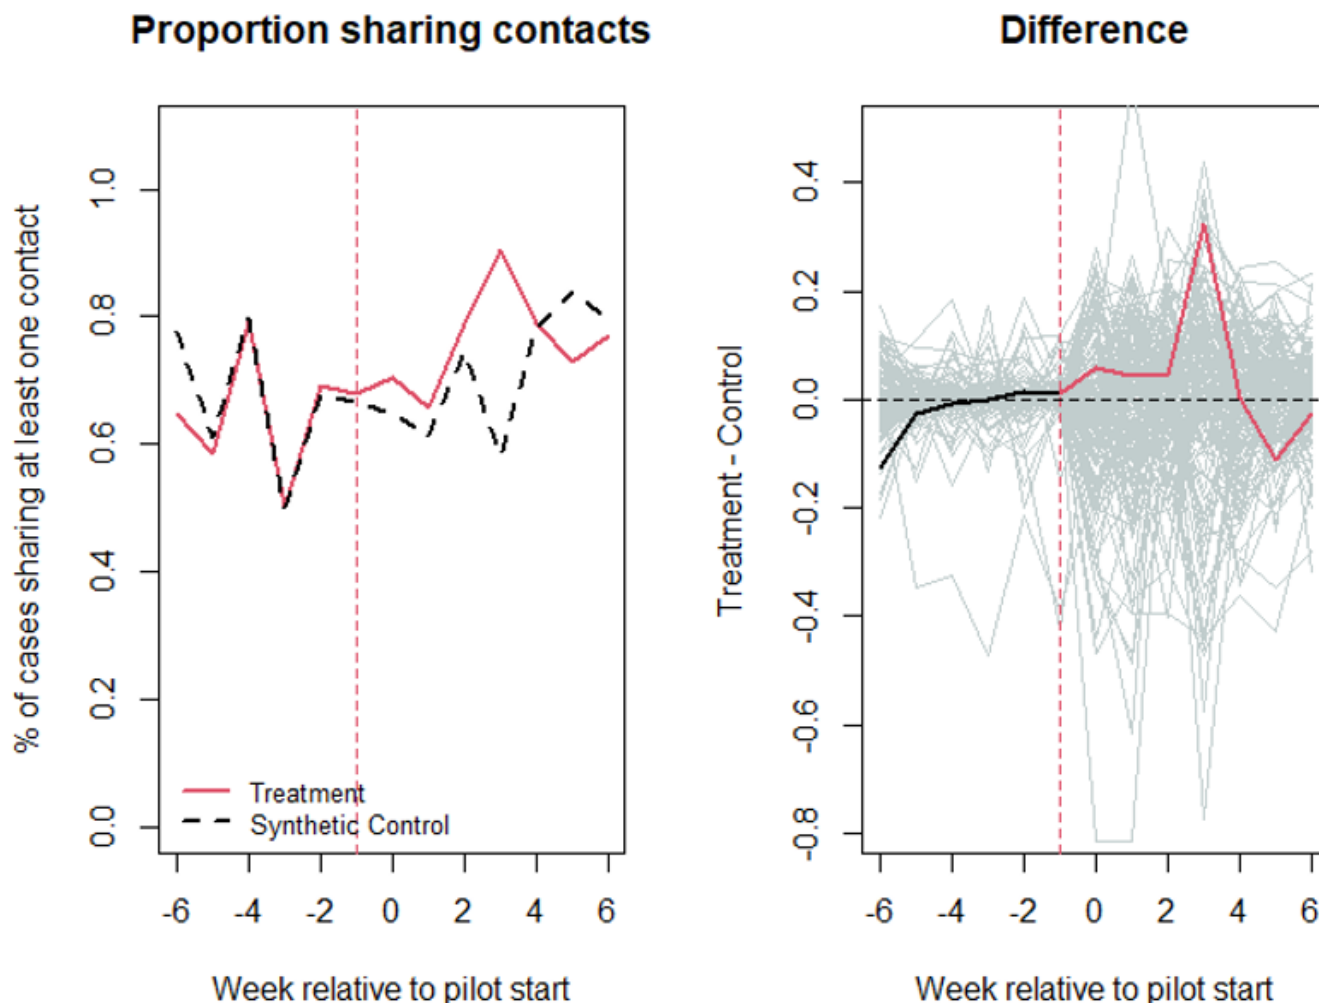 Proportion sharing contacts
% of cases sharing at least one contact
1.0
0.8
0.6
0.4
0.2
0.0
Treatment
Synthetic Control
-6 -4 -2 0 2 4 6
Week relative to pilot start
Difference
Treatment - Control
0.4
0.2
0.0
-0.2
-0.4
-0.6
-0.8
-6 -4 -2 0 2 4 6
Week relative to pilot start